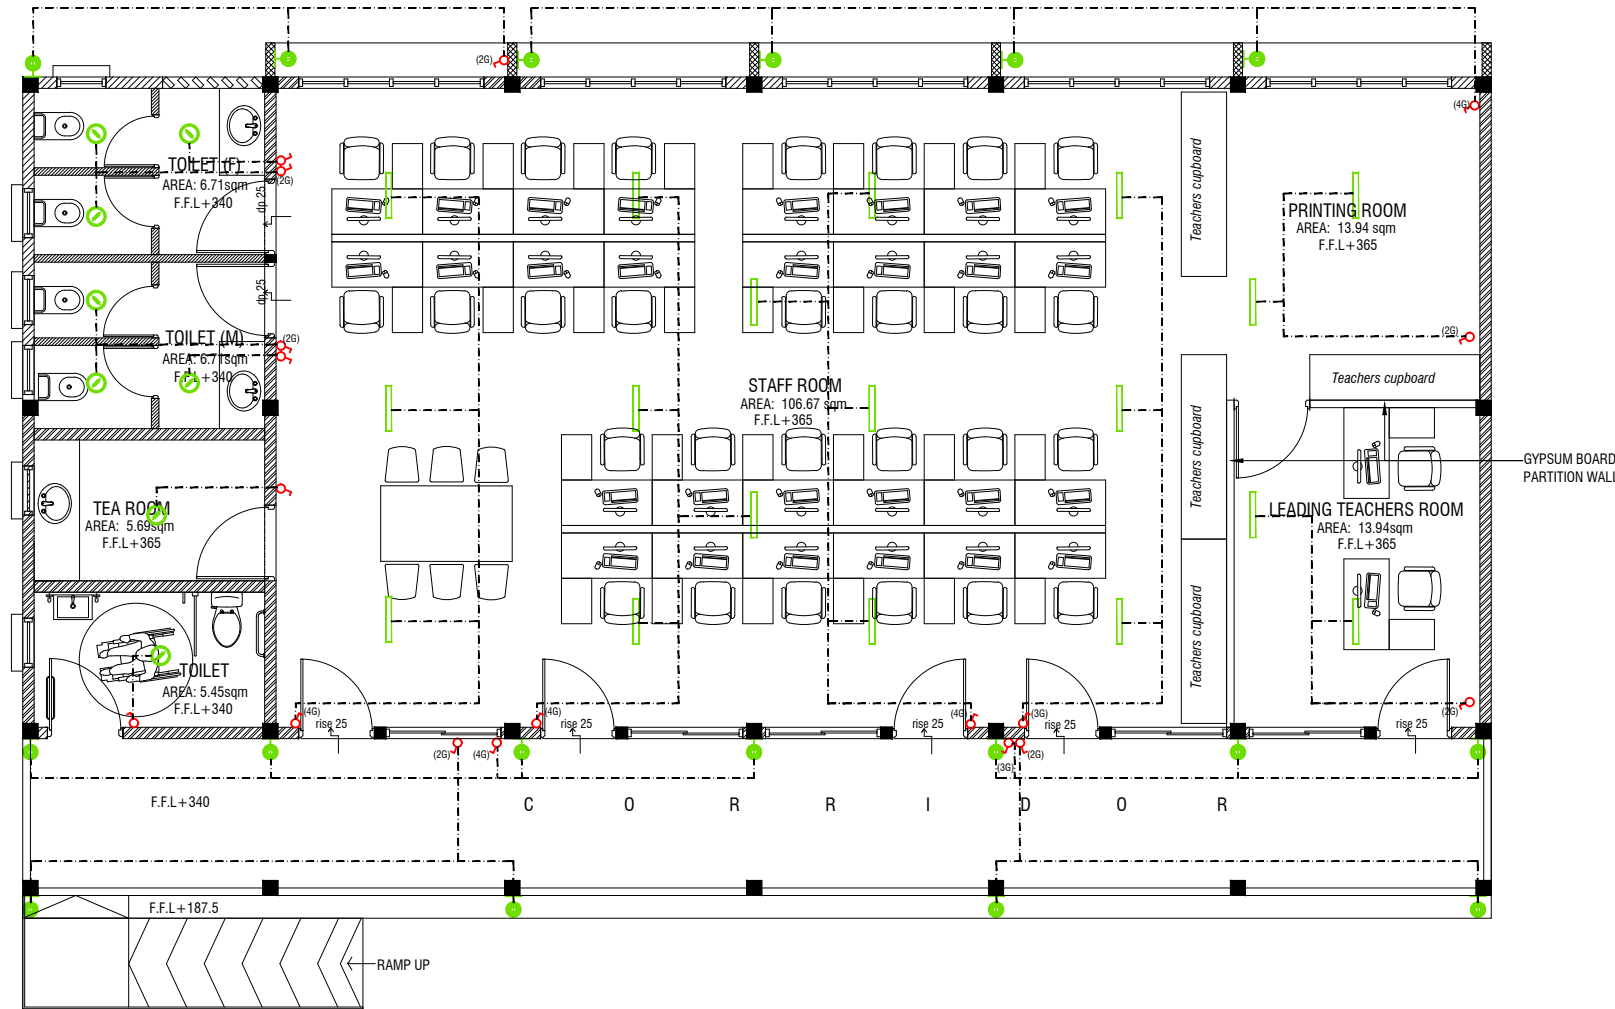 (2G)
(4G)
TOILET (F)
AREA: 6.71sqm
F.F.L+340
(2G)
dp 25
Teachers cupboard
PRINTING ROOM
AREA: 13.94 sqm
F.F.L+365
dp 25
TOILET (M)
AREA: 6.71sqm
F.F.L+340
(2G)
(2G)
STAFF ROOM
AREA: 106.67 sqm
F.F.L+365
Teachers cupboard
Teachers cupboard
GYPSUM BOARD
PARTITION WALL
TEA ROOM
AREA: 5.69sqm
F.F.L+365
LEADING TEACHERS ROOM
AREA: 13.94sqm
F.F.L+365
Teachers cupboard
TOILET
AREA: 5.45sqm
F.F.L+340
(4G)
rise 25
(4G)
rise 25
(4G)
rise 25
(3G)
rise 25
(2G)
rise 25
(2G)
(4G)
(3G)
(2G)
F.F.L+340
C O R R I D O R
F.F.L+187.5
RAMP UP